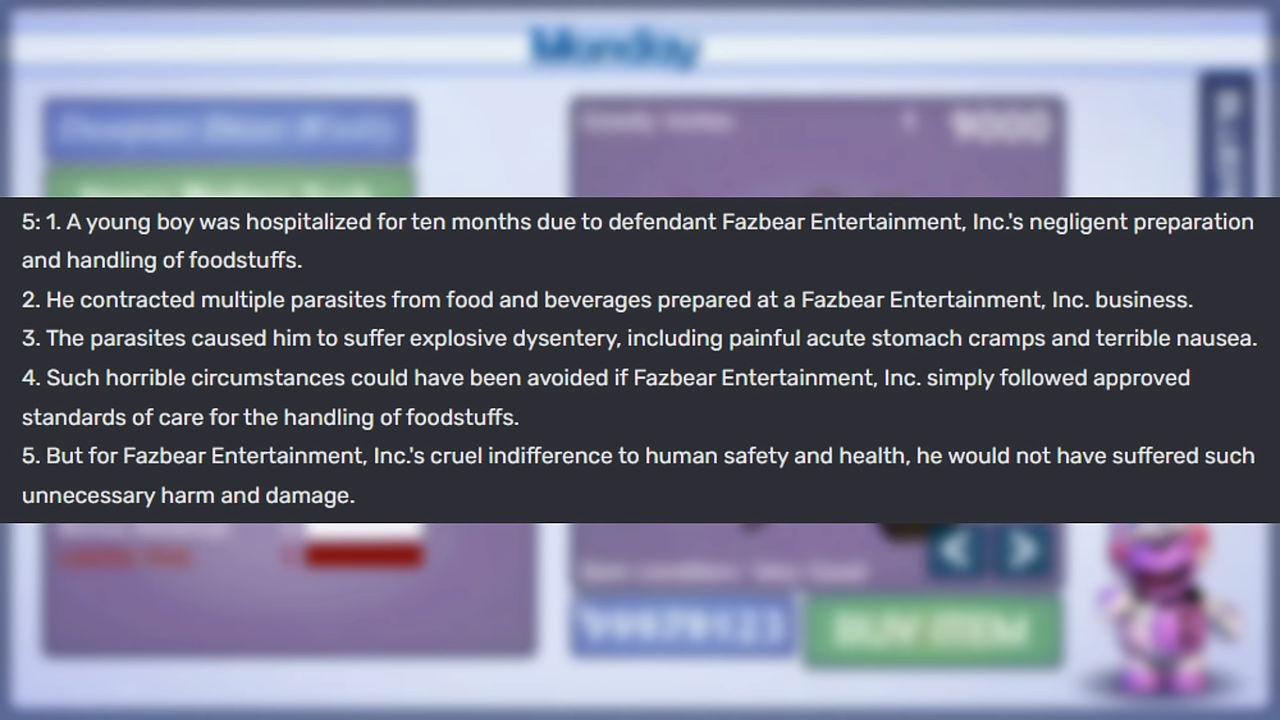 Monday
9000
5: 1. A young boy was hospitalized for ten months due to defendant Fazbear Entertainment, Inc.'s negligent preparation
and handling of foodstuffs.
2. He contracted multiple parasites from food and beverages prepared at a Fazbear Entertainment, Inc. business.
3. The parasites caused him to suffer explosive dysentery, including painful acute stomach cramps and terrible nausea.
4. Such horrible circumstances could have been avoided if Fazbear Entertainment, Inc. simply followed approved
standards of care for the handling of foodstuffs.
5. But for Fazbear Entertainment, Inc.'s cruel indifference to human safety and health, he would not have suffered such
unnecessary harm and damage.
< >
BUY ITEM